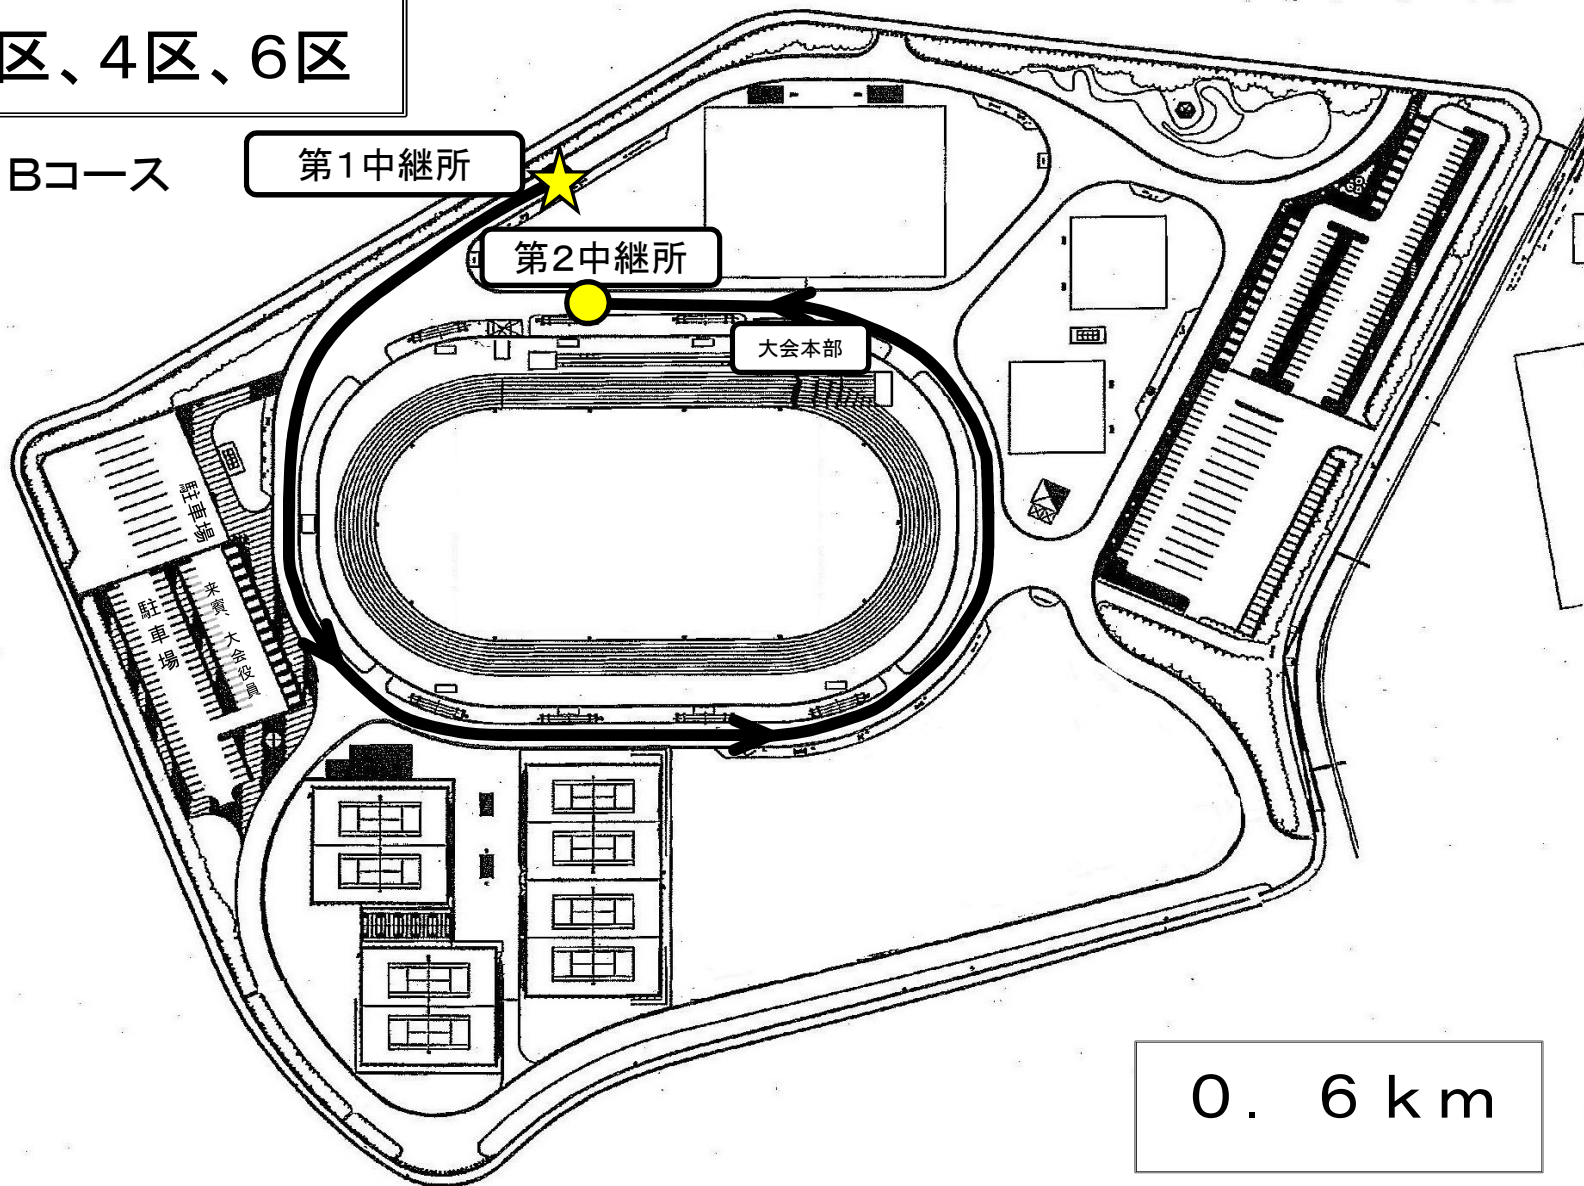 区、4区、6区
Bコース
第1中継所
第2中継所
大会本部
駐車場
駐車場
来賓、大会役員
0．6km